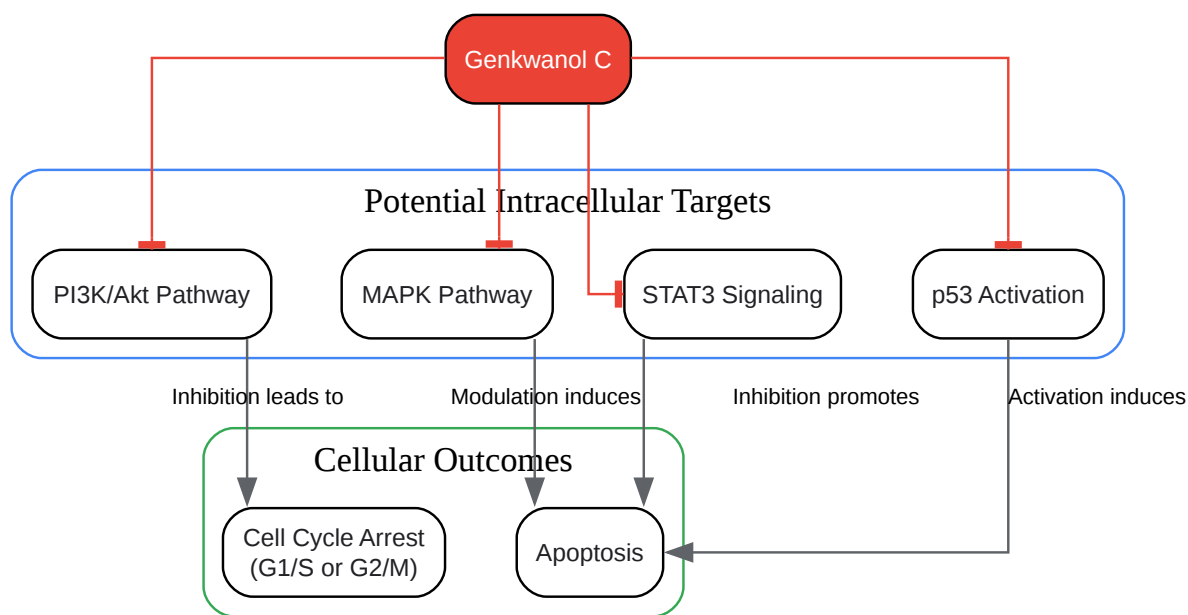 Genkwanol C
Potential Intracellular Targets
PI3K/Akt Pathway
MAPK Pathway
STAT3 Signaling
p53 Activation
Inhibition leads to
Modulation induces
Inhibition promotes
Activation induces
Cellular Outcomes
Cell Cycle Arrest
(G1/S or G2/M)
Apoptosis